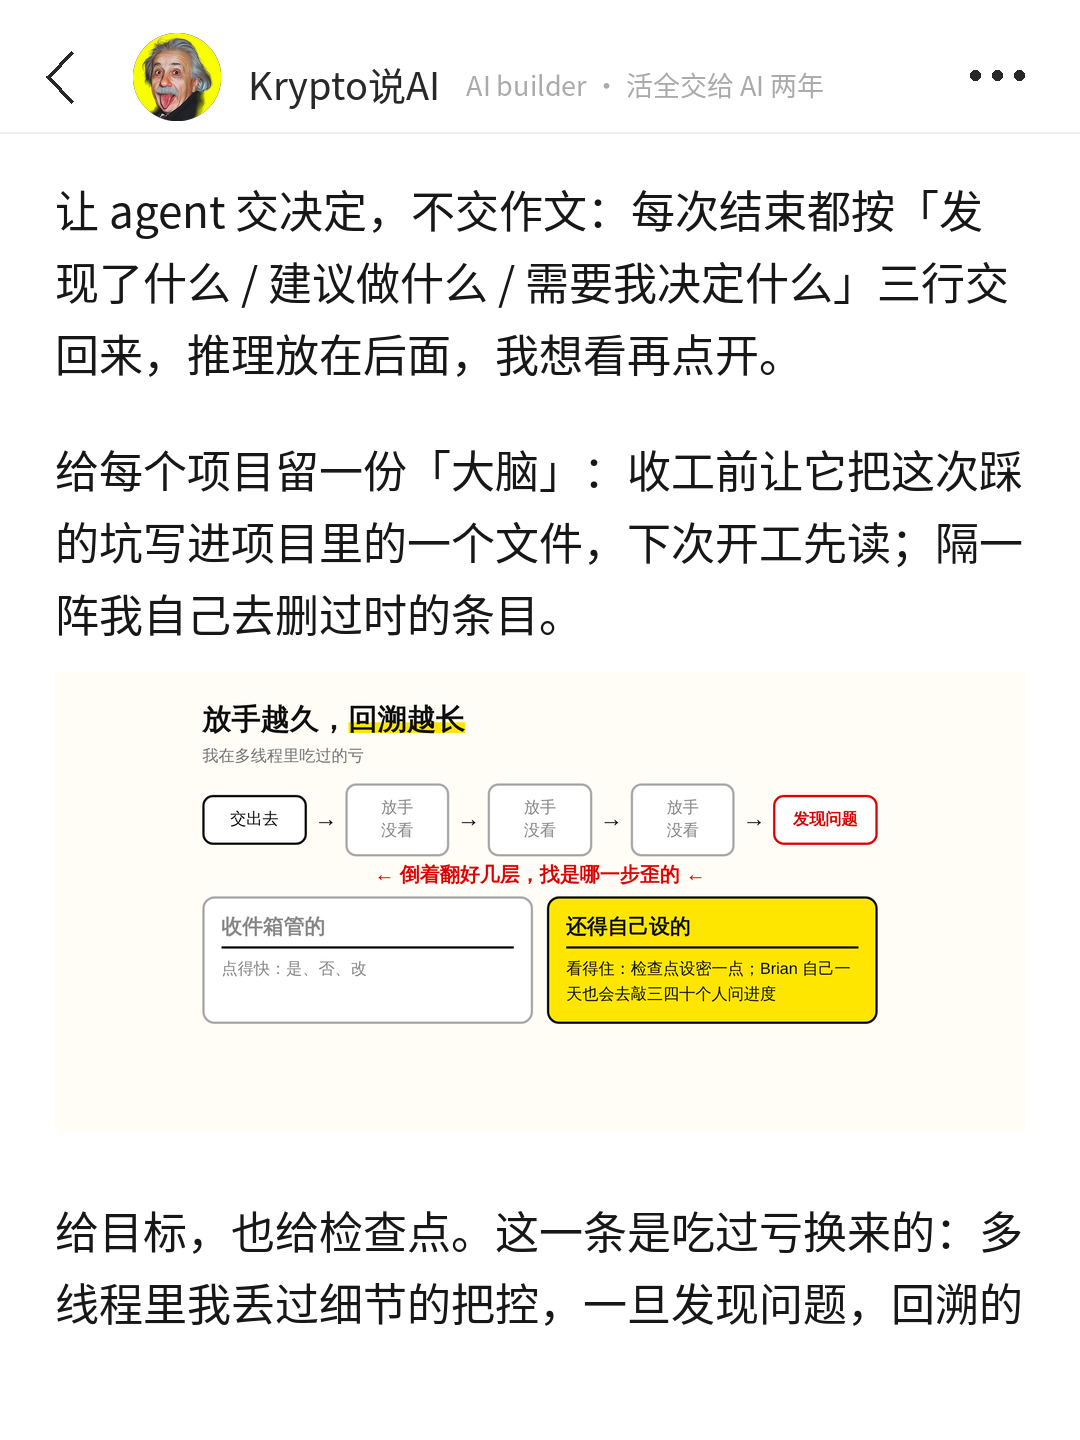 Krypto说AI AI builder · 活全交给 AI 两年
让 agent 交决定，不交作文：每次结束都按「发
现了什么 / 建议做什么 / 需要我决定什么」三行交
回来，推理放在后面，我想看再点开。
给每个项目留一份「大脑」：收工前让它把这次踩
的坑写进项目里的一个文件，下次开工先读；隔一
阵我自己去删过时的条目。
放手越久，回溯越长
我在多线程里吃过的亏
交出去 → 放手 没看 → 放手 没看 → 放手 没看 → 发现问题
← 倒着翻好几层，找是哪一步歪的 ←
收件箱管的
点得快：是、否、改
还得自己设的
看得住：检查点设密一点；Brian 自己一
天也会去敲三四十个人问进度
给目标，也给检查点。这一条是吃过亏换来的：多
线程里我丢过细节的把控，一旦发现问题，回溯的